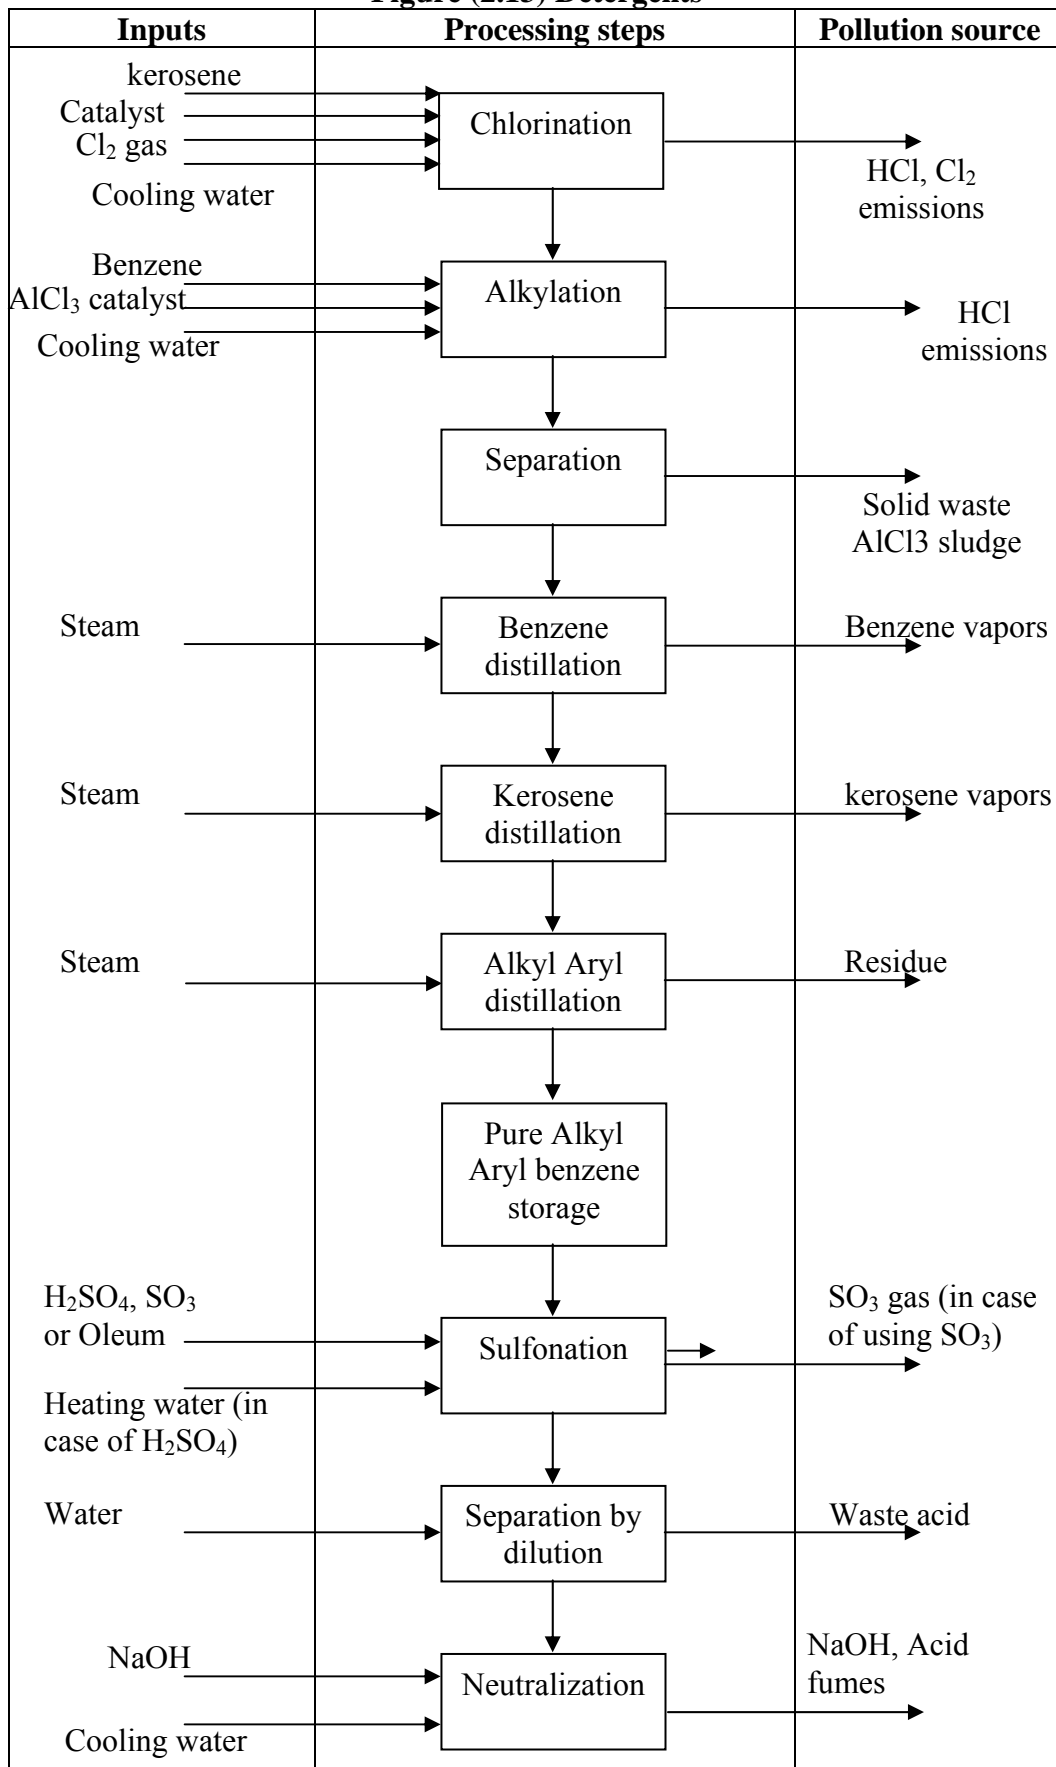 Figure (2.13) Detergents
Inputs
Processing steps
Pollution source
kerosene
Catalyst
Cl₂ gas
Cooling water
Chlorination
HCl, Cl₂
emissions
Benzene
AlCl₃ catalyst
Cooling water
Alkylation
HCl
emissions
Separation
Solid waste
AlCl3 sludge
Steam
Benzene
distillation
Benzene vapors
Steam
Kerosene
distillation
kerosene vapors
Steam
Alkyl Aryl
distillation
Residue
Pure Alkyl
Aryl benzene
storage
H₂SO₄, SO₃
or Oleum
Heating water (in
case of H₂SO₄)
Sulfonation
SO₃ gas (in case
of using SO₃)
Water
Separation by
dilution
Waste acid
NaOH
Cooling water
Neutralization
NaOH, Acid
fumes